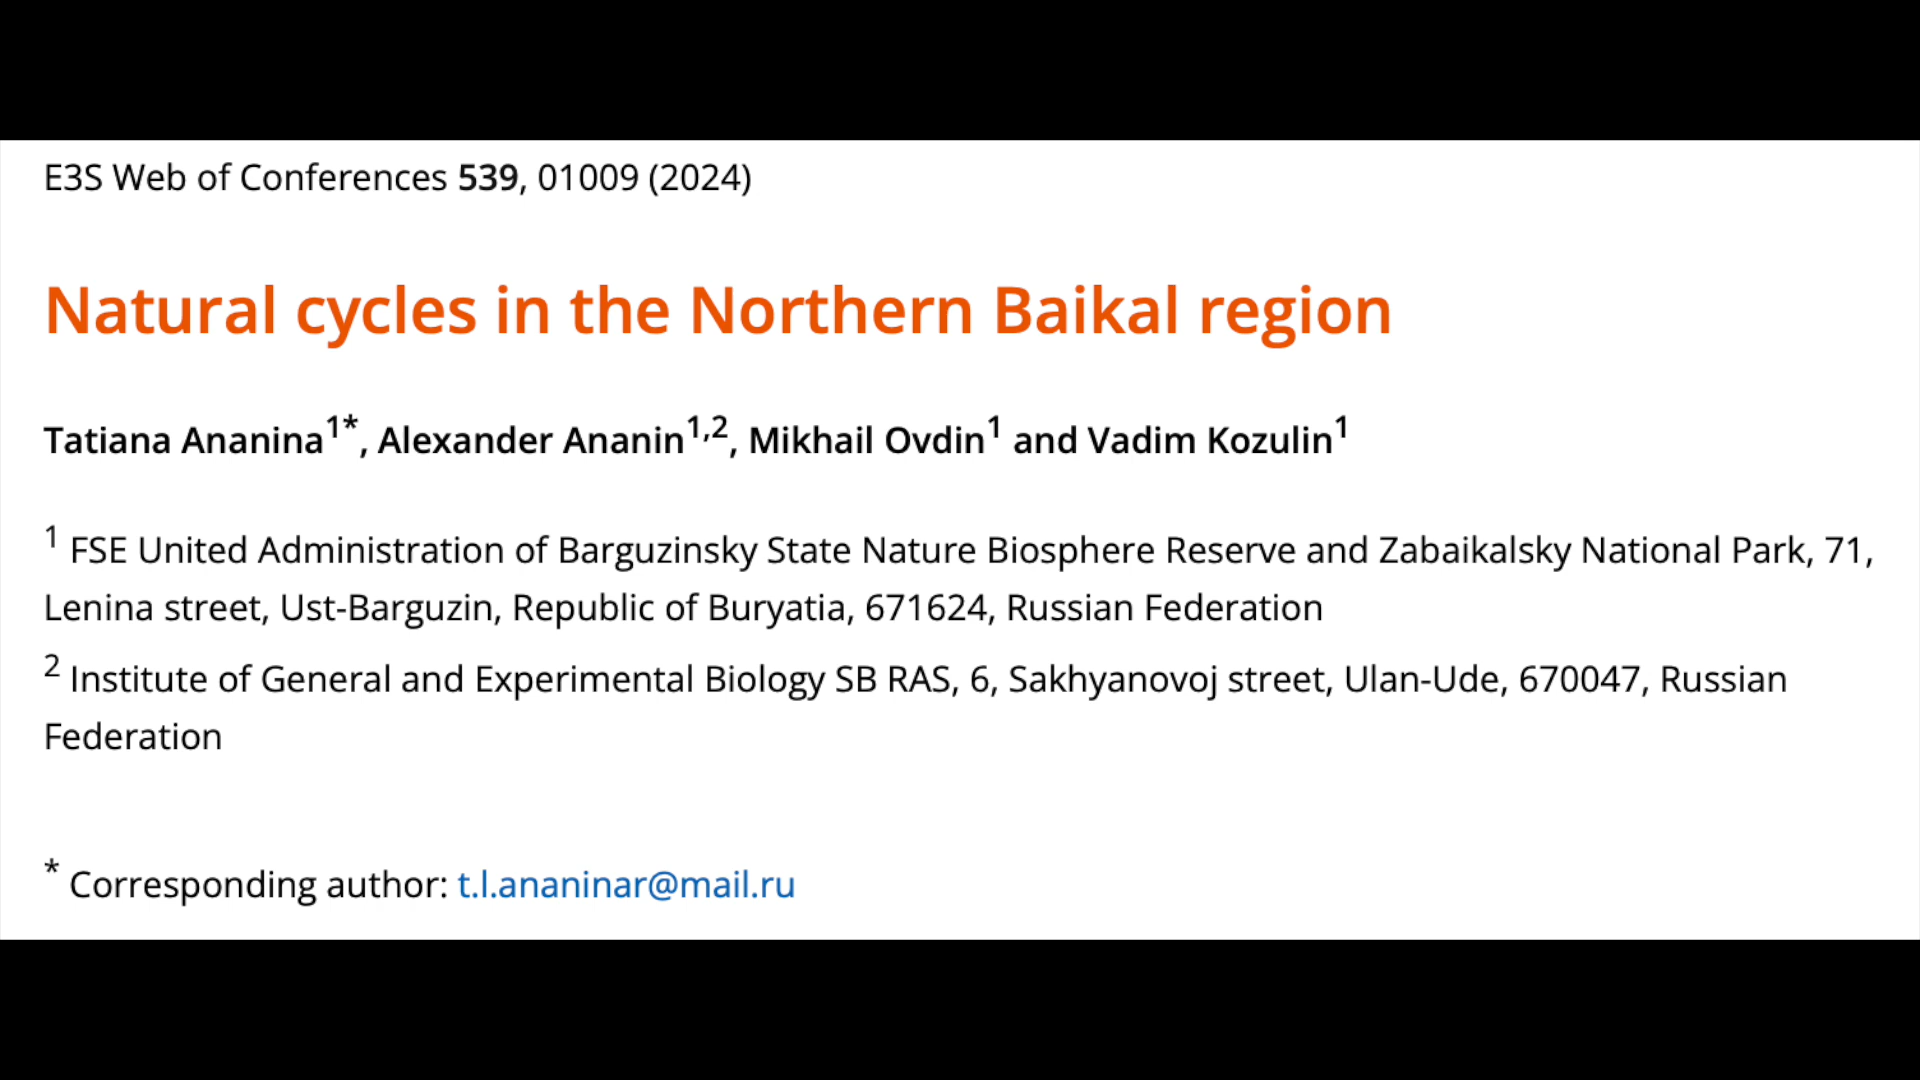 E3S Web of Conferences 539, 01009 (2024)
Natural cycles in the Northern Baikal region
Tatiana Ananina1*, Alexander Ananin1,2, Mikhail Ovdin1 and Vadim Kozulin1
1 FSE United Administration of Barguzinsky State Nature Biosphere Reserve and Zabaikalsky National Park, 71,
Lenina street, Ust-Barguzin, Republic of Buryatia, 671624, Russian Federation
2 Institute of General and Experimental Biology SB RAS, 6, Sakhyanovoj street, Ulan-Ude, 670047, Russian
Federation
* Corresponding author: t.l.ananinar@mail.ru